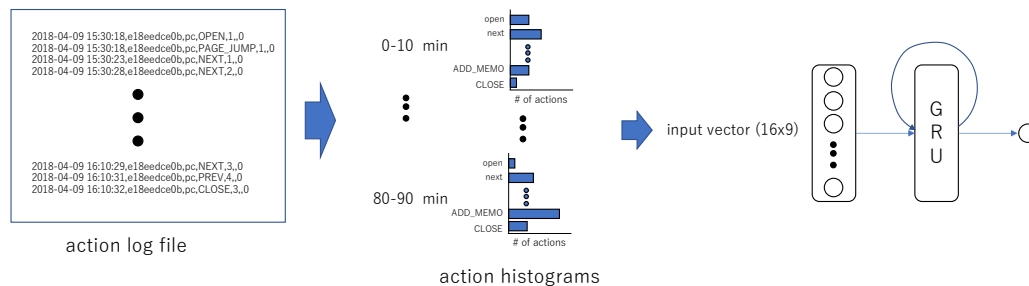 2018-04-09 15:30:18,e18eedce0b,pc,OPEN,1,,0
2018-04-09 15:30:18,e18eedce0b,pc,PAGE_JUMP,1,,0
2018-04-09 15:30:23,e18eedce0b,pc,NEXT,1,,0
2018-04-09 15:30:28,e18eedce0b,pc,NEXT,2,,0
2018-04-09 16:10:29,e18eedce0b,pc,NEXT,3,,0
2018-04-09 16:10:31,e18eedce0b,pc,PREV,4,,0
2018-04-09 16:10:32,e18eedce0b,pc,CLOSE,3,,0
action log file
0-10 min
open
next
ADD_MEMO
CLOSE
# of actions
80-90 min
open
next
ADD_MEMO
CLOSE
# of actions
action histograms
input vector (16x9)
G
R
U